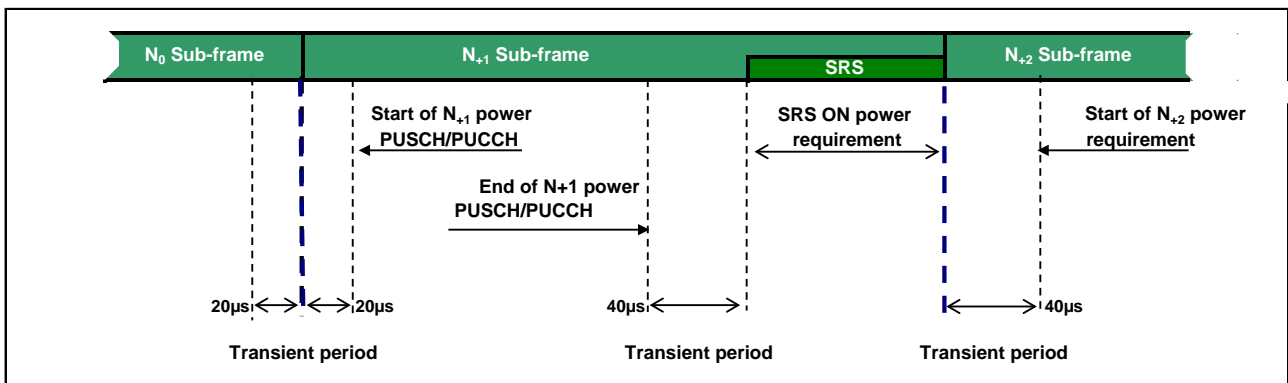 N₀ Sub-frame
N₊₁ Sub-frame
SRS
N₊₂ Sub-frame
Start of N₊₁ power
PUSCH/PUCCH
SRS ON power
requirement
Start of N₊₂ power
requirement
End of N+1 power
PUSCH/PUCCH
20µs
20µs
40µs
40µs
Transient period
Transient period
Transient period